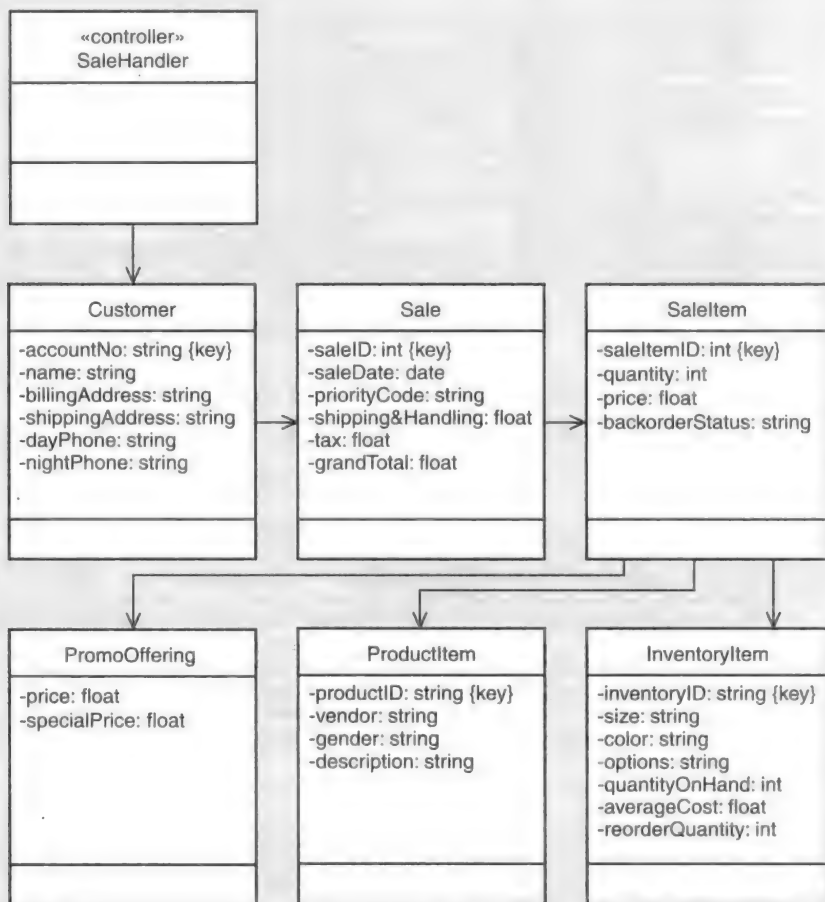 «controller»
SaleHandler
Customer
-accountNo: string {key}
-name: string
-billingAddress: string
-shippingAddress: string
-dayPhone: string
-nightPhone: string
Sale
-saleID: int {key}
-saleDate: date
-priorityCode: string
-shipping&Handling: float
-tax: float
-grandTotal: float
SaleItem
-saleItemID: int {key}
-quantity: int
-price: float
-backorderStatus: string
PromoOffering
-price: float
-specialPrice: float
ProductItem
-productID: string {key}
-vendor: string
-gender: string
-description: string
InventoryItem
-inventoryID: string {key}
-size: string
-color: string
-options: string
-quantityOnHand: int
-averageCost: float
-reorderQuantity: int